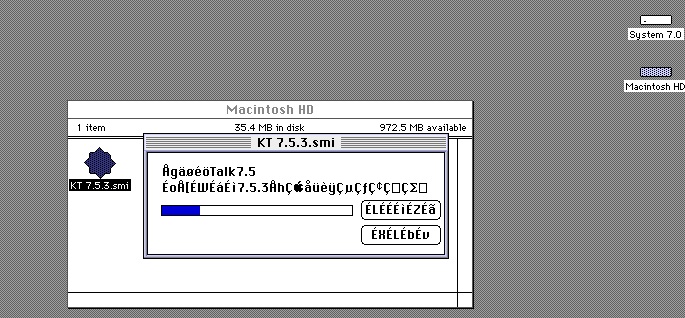 System 7.0
Macintosh HD
Macintosh HD
1 item
35.4 MB in disk
972.5 MB available
KT 7.5.3.smi
KT 7.5.3.smi
ÅgäøéöTalk7.5
ÉoÅ[ÉWÉáÉì7.5.3ÅhÇåüèÿÇµÇƒÇ¢Ç□ÇΣ□
ÉLÉÉÉìÉZÉã
ÉXÉLÉbÉv